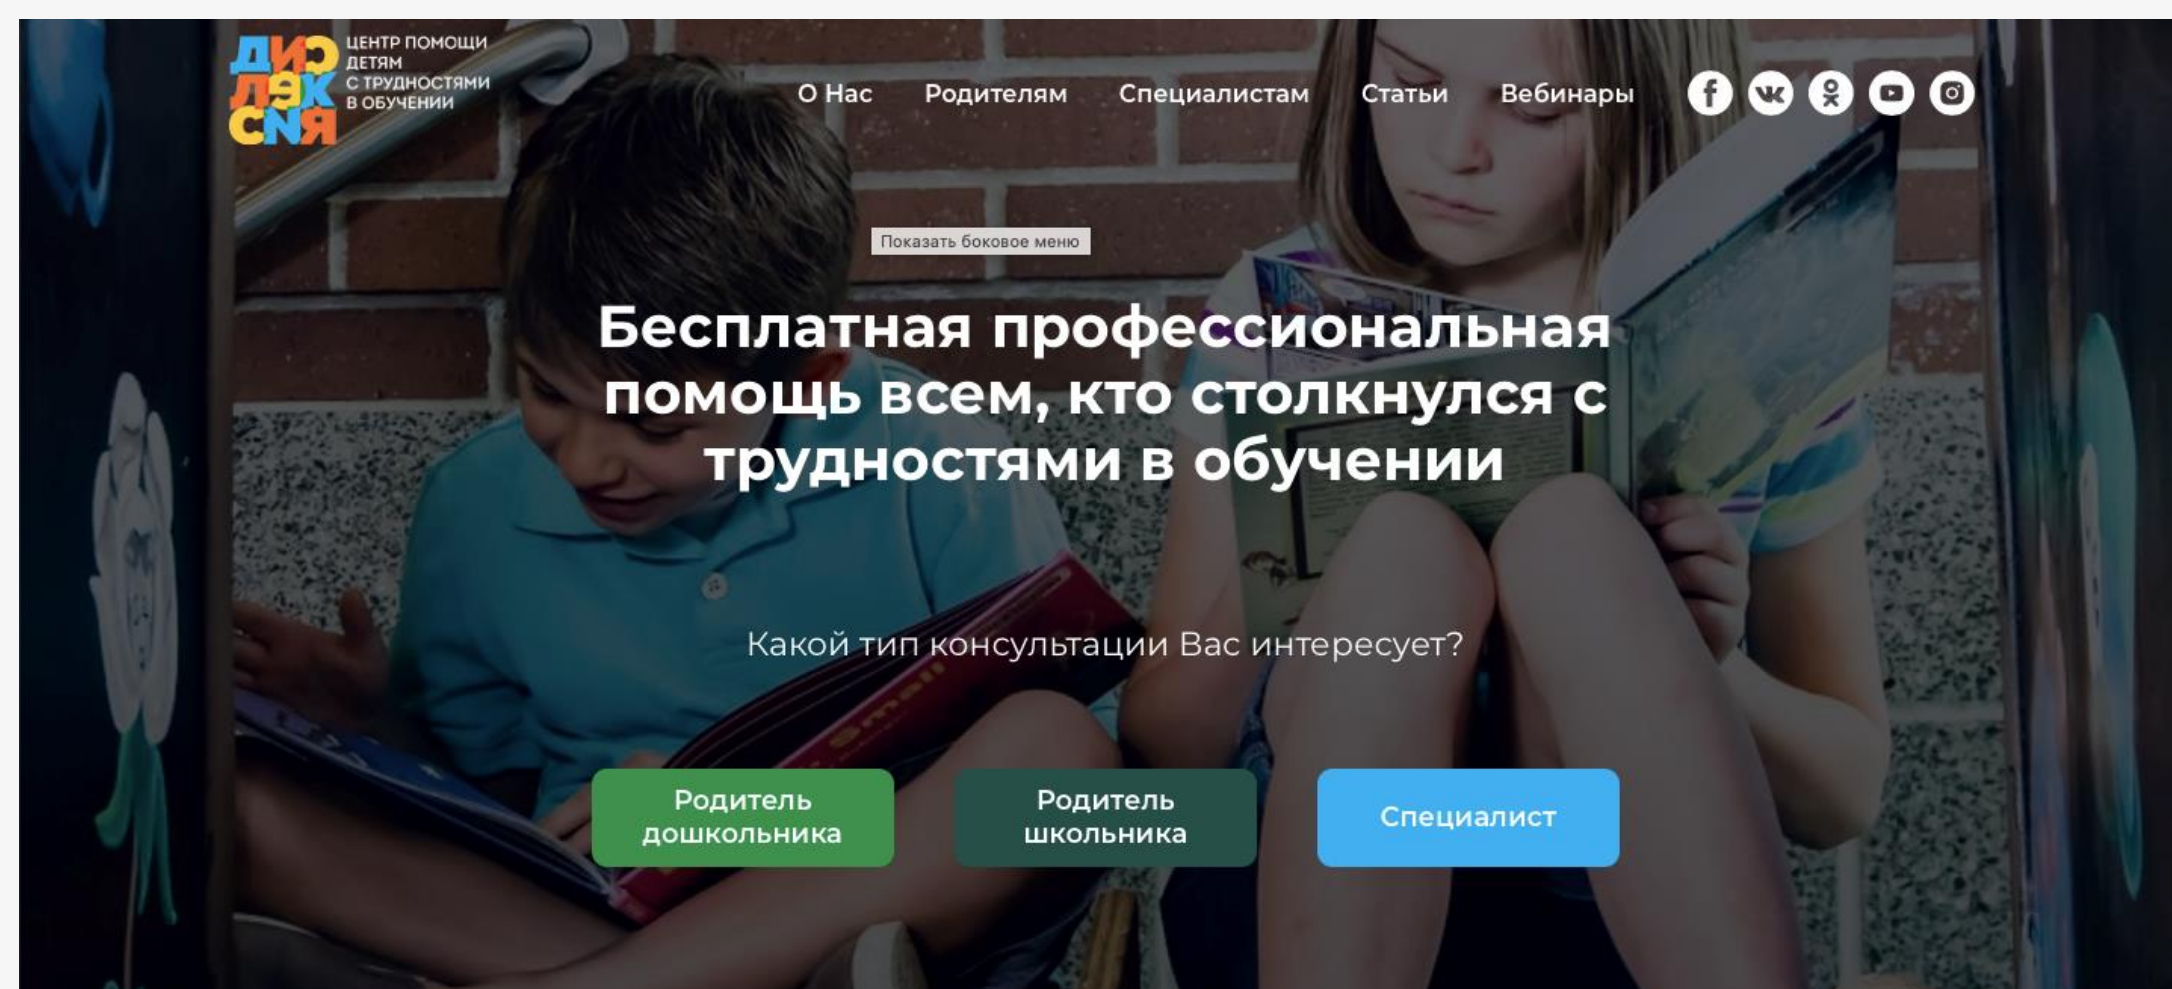 ДИС
ЛЕК
СИЯ
ЦЕНТР ПОМОЩИ
ДЕТЯМ
С ТРУДНОСТЯМИ
В ОБУЧЕНИИ
О Нас Родителям Специалистам Статьи Вебинары
Показать боковое меню
Бесплатная профессиональная
помощь всем, кто столкнулся с
трудностями в обучении
Какой тип консультации Вас интересует?
Small
Родитель
дошкольника
Родитель
школьника
Специалист